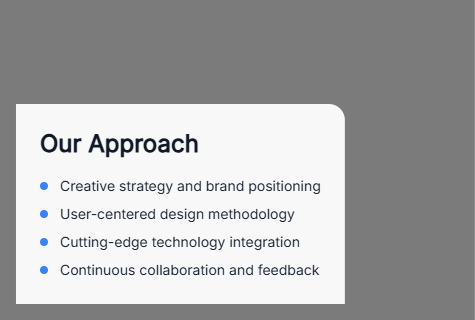 Our Approach
Creative strategy and brand positioning
User-centered design methodology
Cutting-edge technology integration
Continuous collaboration and feedback